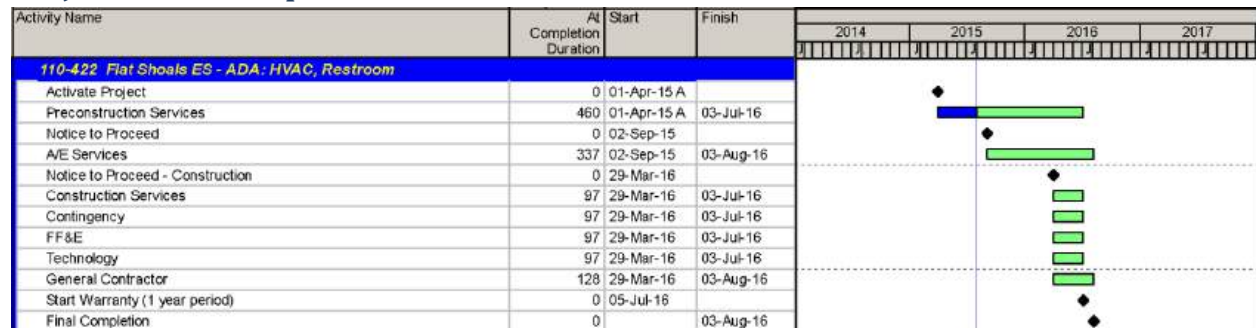 Activity Name At Completion Duration Start Finish
2014 2015 2016 2017
110-422 Flat Shoals ES - ADA: HVAC, Restroom
Activate Project 0 01-Apr-15 A
Preconstruction Services 460 01-Apr-15 A 03-Jul-16
Notice to Proceed 0 02-Sep-15
A/E Services 337 02-Sep-15 03-Aug-16
Notice to Proceed - Construction 0 29-Mar-16
Construction Services 97 29-Mar-16 03-Jul-16
Contingency 97 29-Mar-16 03-Jul-16
FF&E 97 29-Mar-16 03-Jul-16
Technology 97 29-Mar-16 03-Jul-16
General Contractor 128 29-Mar-16 03-Aug-16
Start Warranty (1 year period) 0 05-Jul-16
Final Completion 0 03-Aug-16